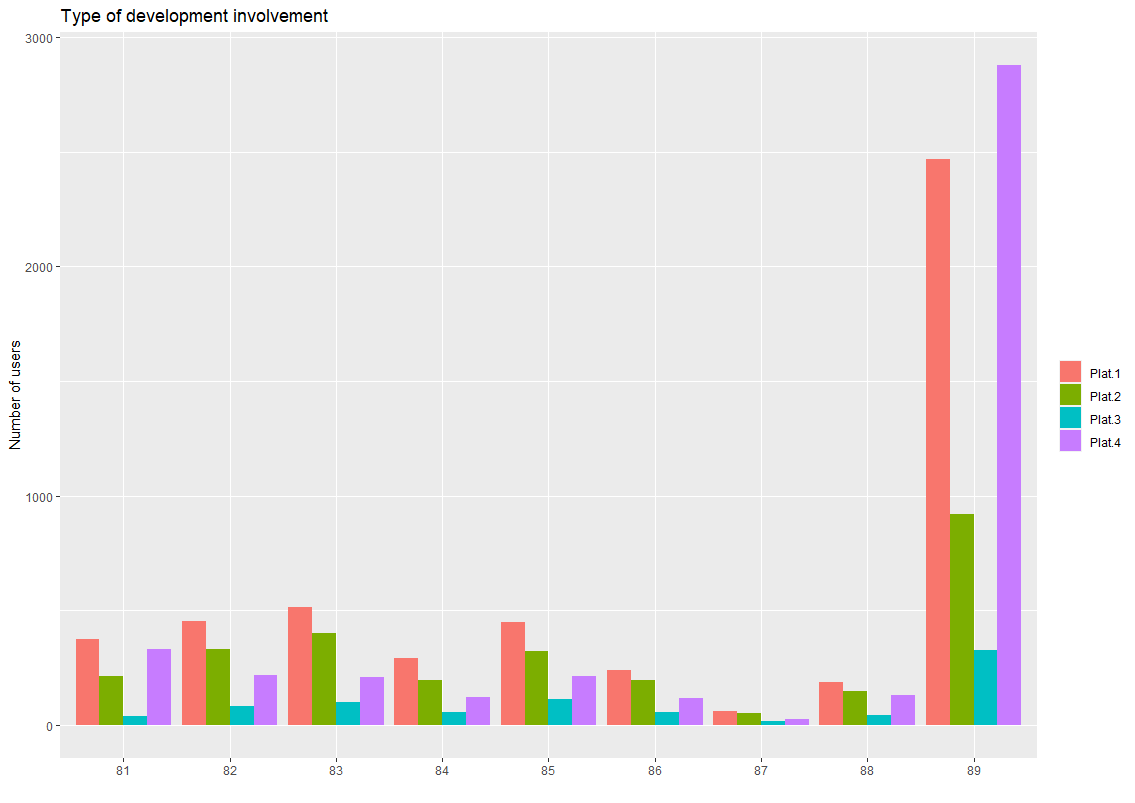 Type of development involvement
Number of users
3000
2000
1000
0
81
82
83
84
85
86
87
88
89
Plat.1
Plat.2
Plat.3
Plat.4